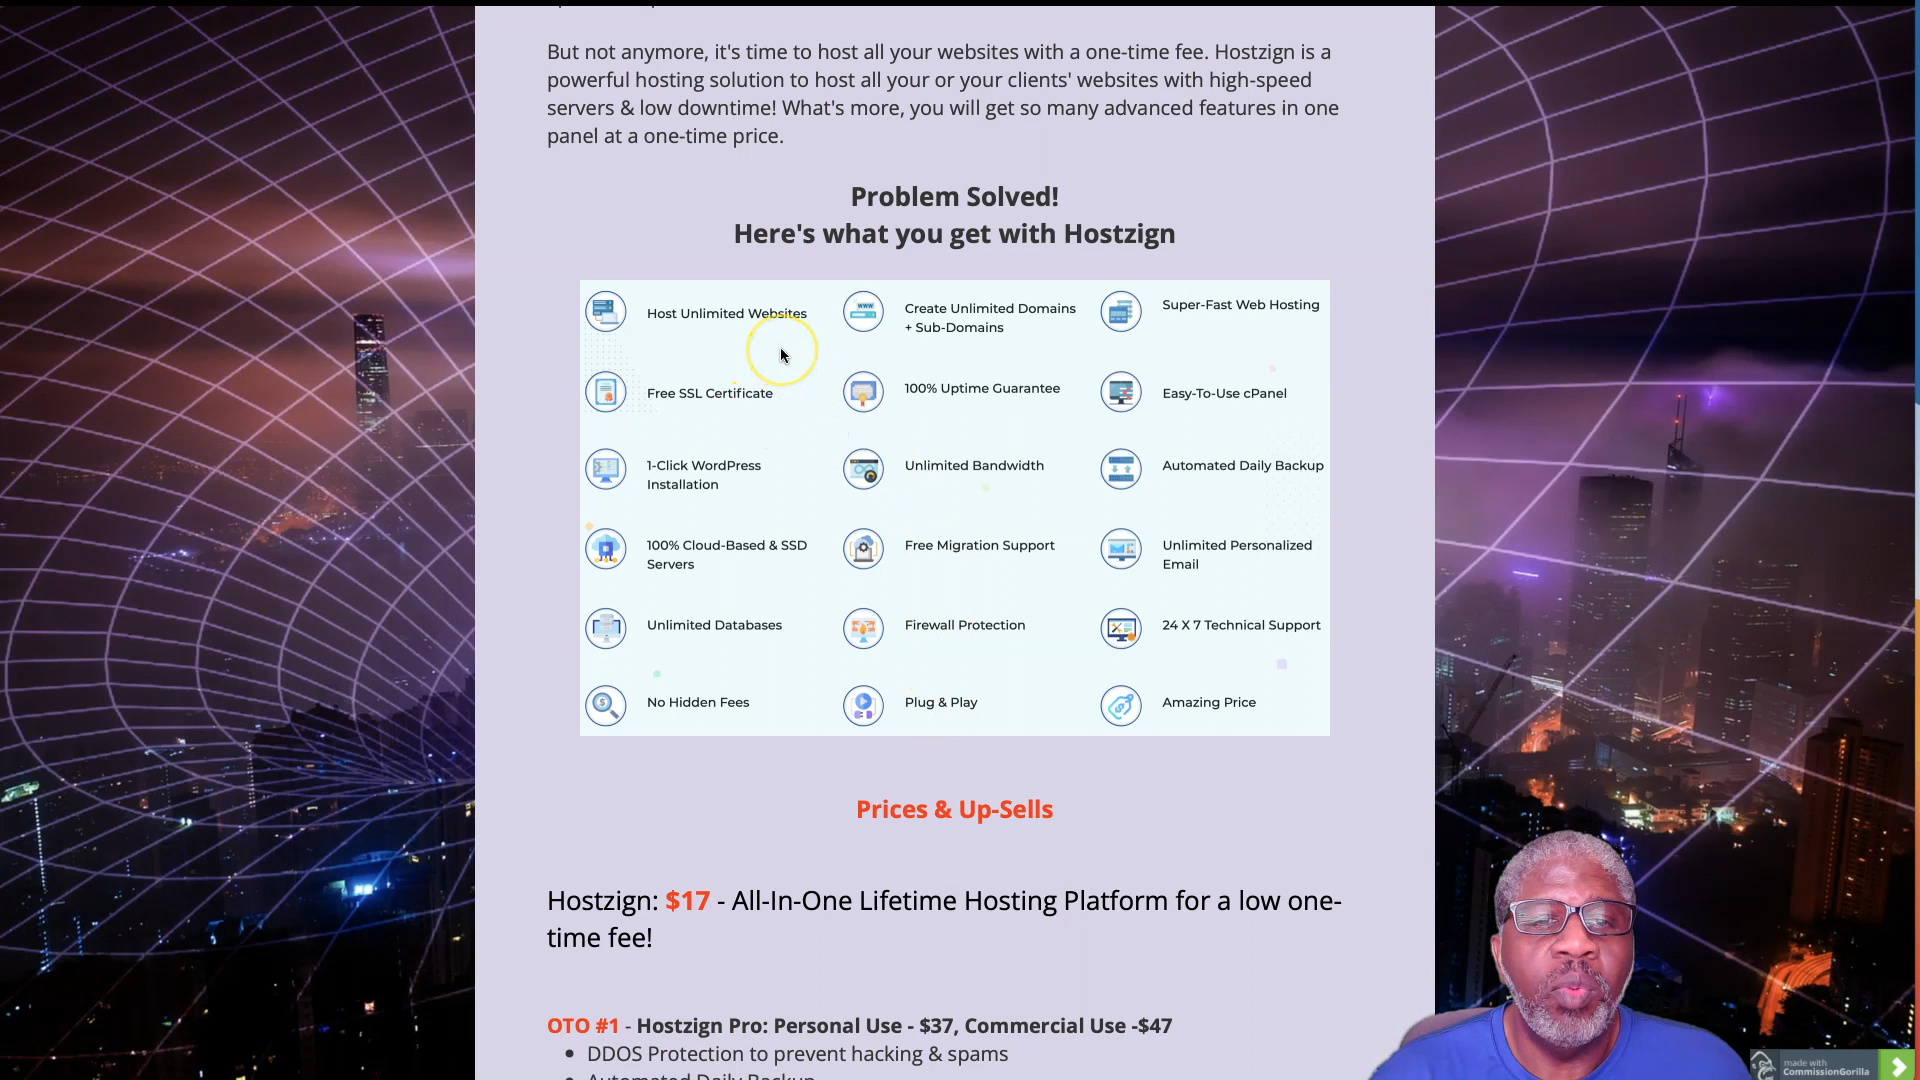 But not anymore, it's time to host all your websites with a one-time fee. Hostzign is a
powerful hosting solution to host all your or your clients' websites with high-speed
servers & low downtime! What's more, you will get so many advanced features in one
panel at a one-time price.
Problem Solved!
Here's what you get with Hostzign
Host Unlimited Websites
Create Unlimited Domains
+ Sub-Domains
Super-Fast Web Hosting
Free SSL Certificate
100% Uptime Guarantee
Easy-To-Use cPanel
1-Click WordPress
Installation
Unlimited Bandwidth
Automated Daily Backup
100% Cloud-Based & SSD
Servers
Free Migration Support
Unlimited Personalized
Email
Unlimited Databases
Firewall Protection
24 X 7 Technical Support
No Hidden Fees
Plug & Play
Amazing Price
Prices & Up-Sells
Hostzign: $17 - All-In-One Lifetime Hosting Platform for a low one-
time fee!
OTO #1 - Hostzign Pro: Personal Use - $37, Commercial Use -$47
DDOS Protection to prevent hacking & spams
Automated Daily Backup
made with
CommissionGorilla